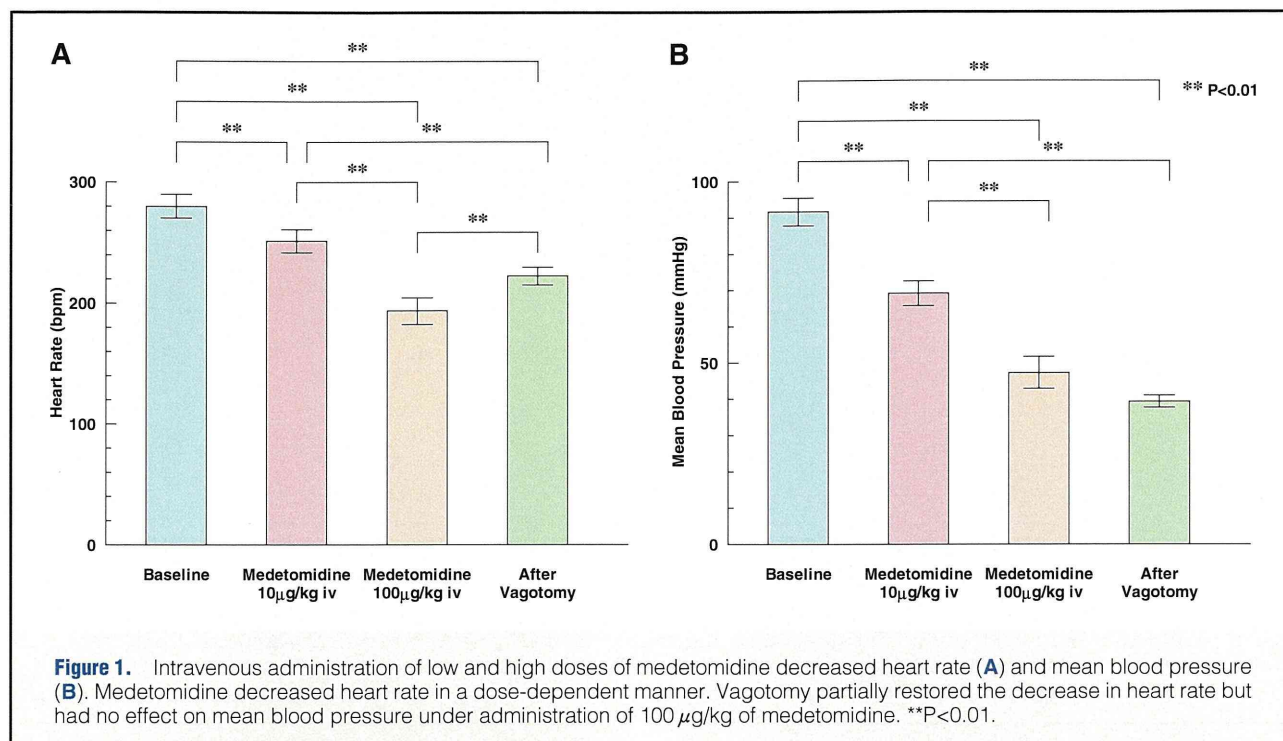 A
B
**
**
**
**
**
**
**
**
**
**
**
** P<0.01
300
200
100
0
Heart Rate (bpm)
Baseline
Medetomidine
10μg/kg iv
Medetomidine
100μg/kg iv
After
Vagotomy
100
50
0
Mean Blood Pressure (mmHg)
Baseline
Medetomidine
10μg/kg iv
Medetomidine
100μg/kg iv
After
Vagotomy
Figure 1. Intravenous administration of low and high doses of medetomidine decreased heart rate (A) and mean blood pressure
(B). Medetomidine decreased heart rate in a dose-dependent manner. Vagotomy partially restored the decrease in heart rate but
had no effect on mean blood pressure under administration of 100 μg/kg of medetomidine. **P<0.01.